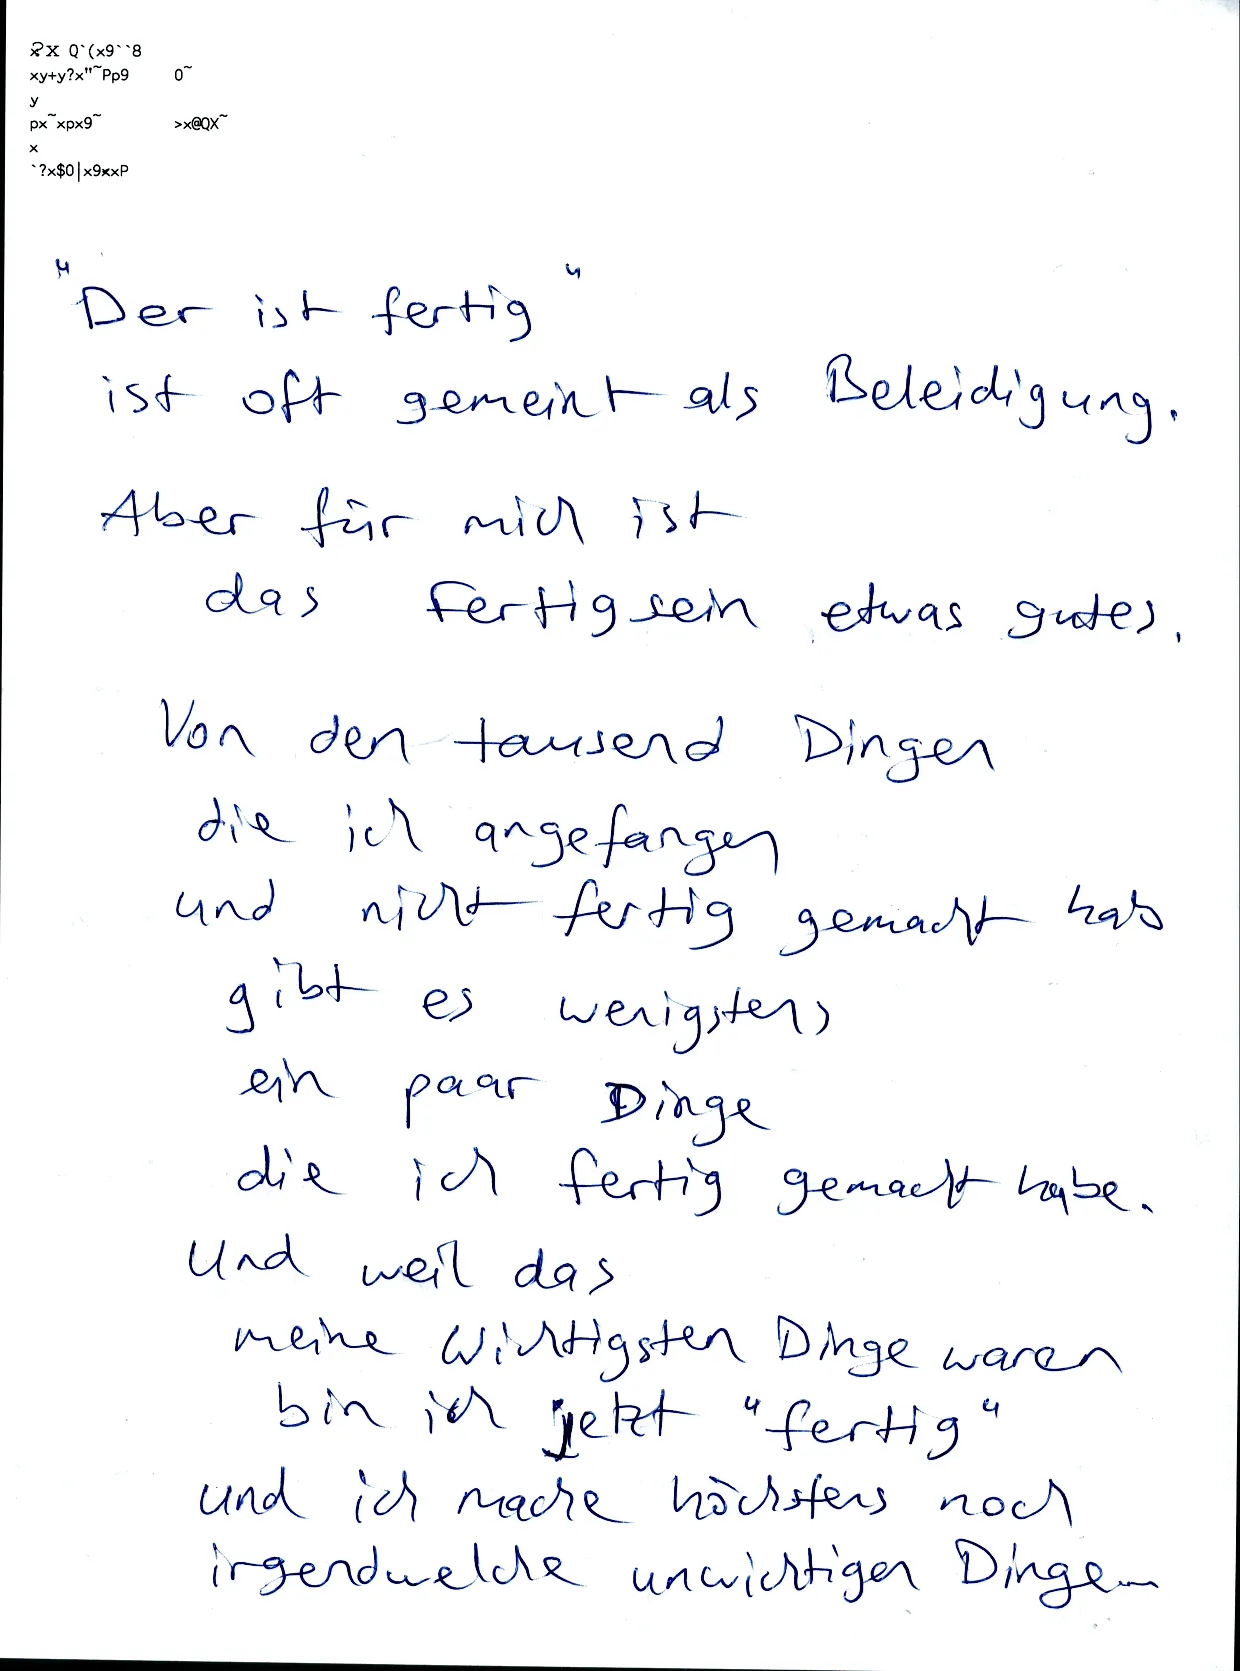 xX Q`(x9``8
xy+y?x"~Pp9 0~
y
px~xpx9~ >x@QX~
x
`?x$0|x9xxP
"Der ist fertig"
ist oft gemeint als Beleidigung.
Aber für mich ist
das Fertigsein etwas gutes.
Von den tausend Dingen
die ich angefangen
und nicht fertig gemacht hab
gibt es wenigstens
ein paar Dinge
die ich fertig gemacht habe.
Und weil das
meine wichtigsten Dinge waren
bin ich jetzt "fertig"
und ich mache höchstens noch
irgendwelche unwichtigen Dinge